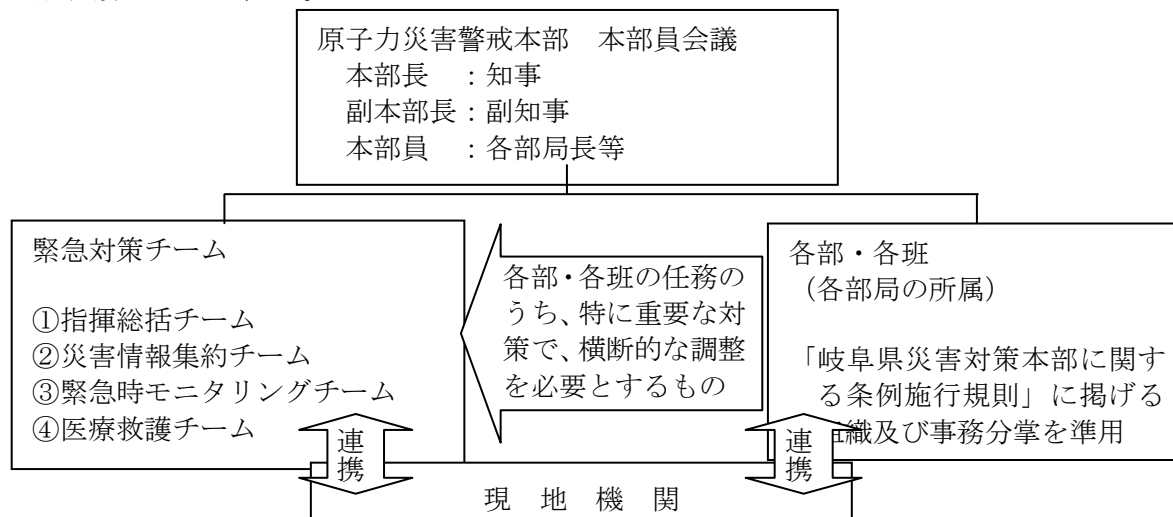 原子力災害警戒本部　本部員会議
本部長　：知事
副本部長：副知事
本部員　：各部局長等
緊急対策チーム
①指揮総括チーム
②災害情報集約チーム
③緊急時モニタリングチーム
④医療救護チーム
各部・各班の任務の
うち、特に重要な対
策で、横断的な調整
を必要とするもの
各部・各班
（各部局の所属）
「岐阜県災害対策本部に関す
る条例施行規則」に掲げる
織及び事務分掌を準用
連携
連携
現　地　機　関